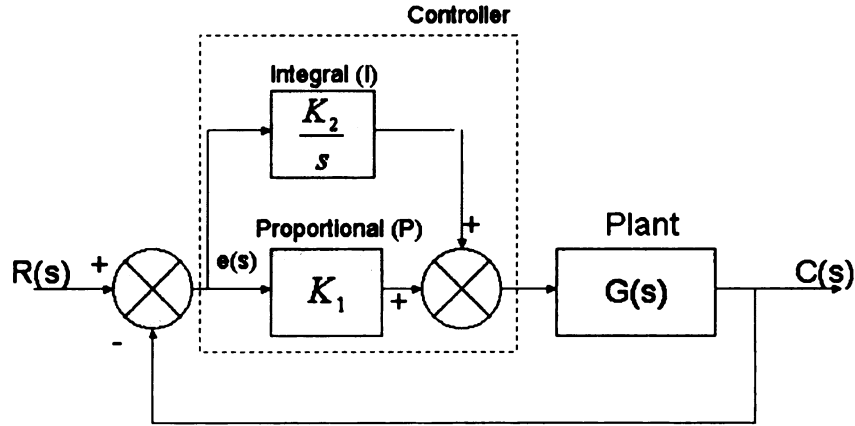 Controller
Integral (I)
K₂
s
Proportional (P)
+
Plant
R(s)
+
e(s)
K₁
+
G(s)
C(s)
-